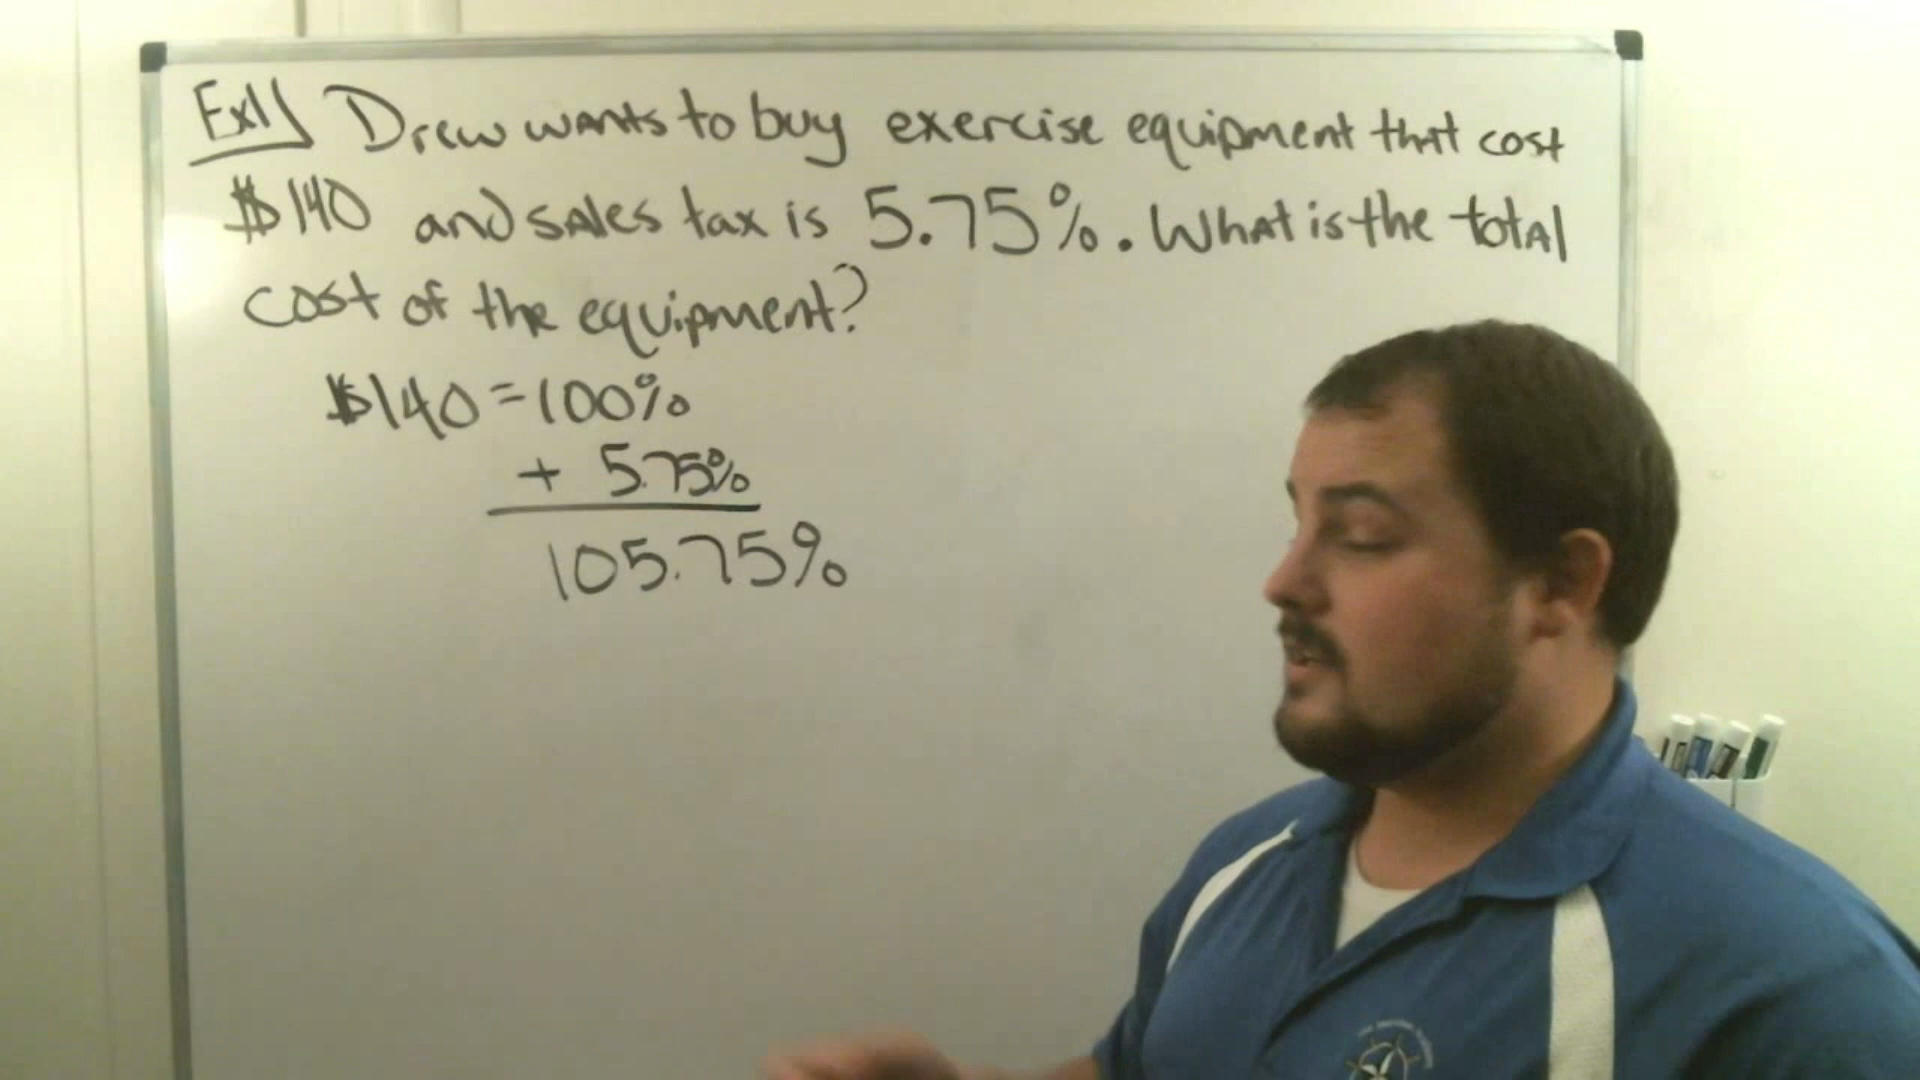 Ex1) Drew wants to buy exercise equipment that cost
$140 and sales tax is 5.75%. What is the total
cost of the equipment?
$140 = 100%
+ 5.75%
105.75%